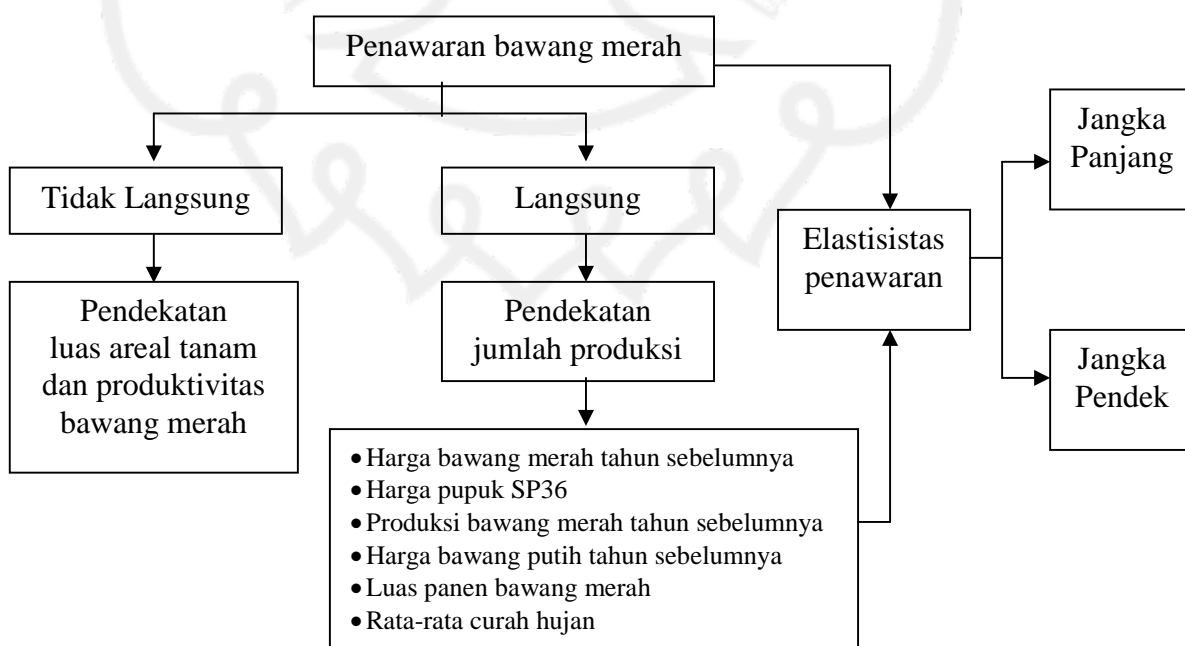 Penawaran bawang merah
Tidak Langsung
Langsung
Elastisistas
penawaran
Jangka
Panjang
Jangka
Pendek
Pendekatan
luas areal tanam
dan produktivitas
bawang merah
Pendekatan
jumlah produksi
• Harga bawang merah tahun sebelumnya
• Harga pupuk SP36
• Produksi bawang merah tahun sebelumnya
• Harga bawang putih tahun sebelumnya
• Luas panen bawang merah
• Rata-rata curah hujan